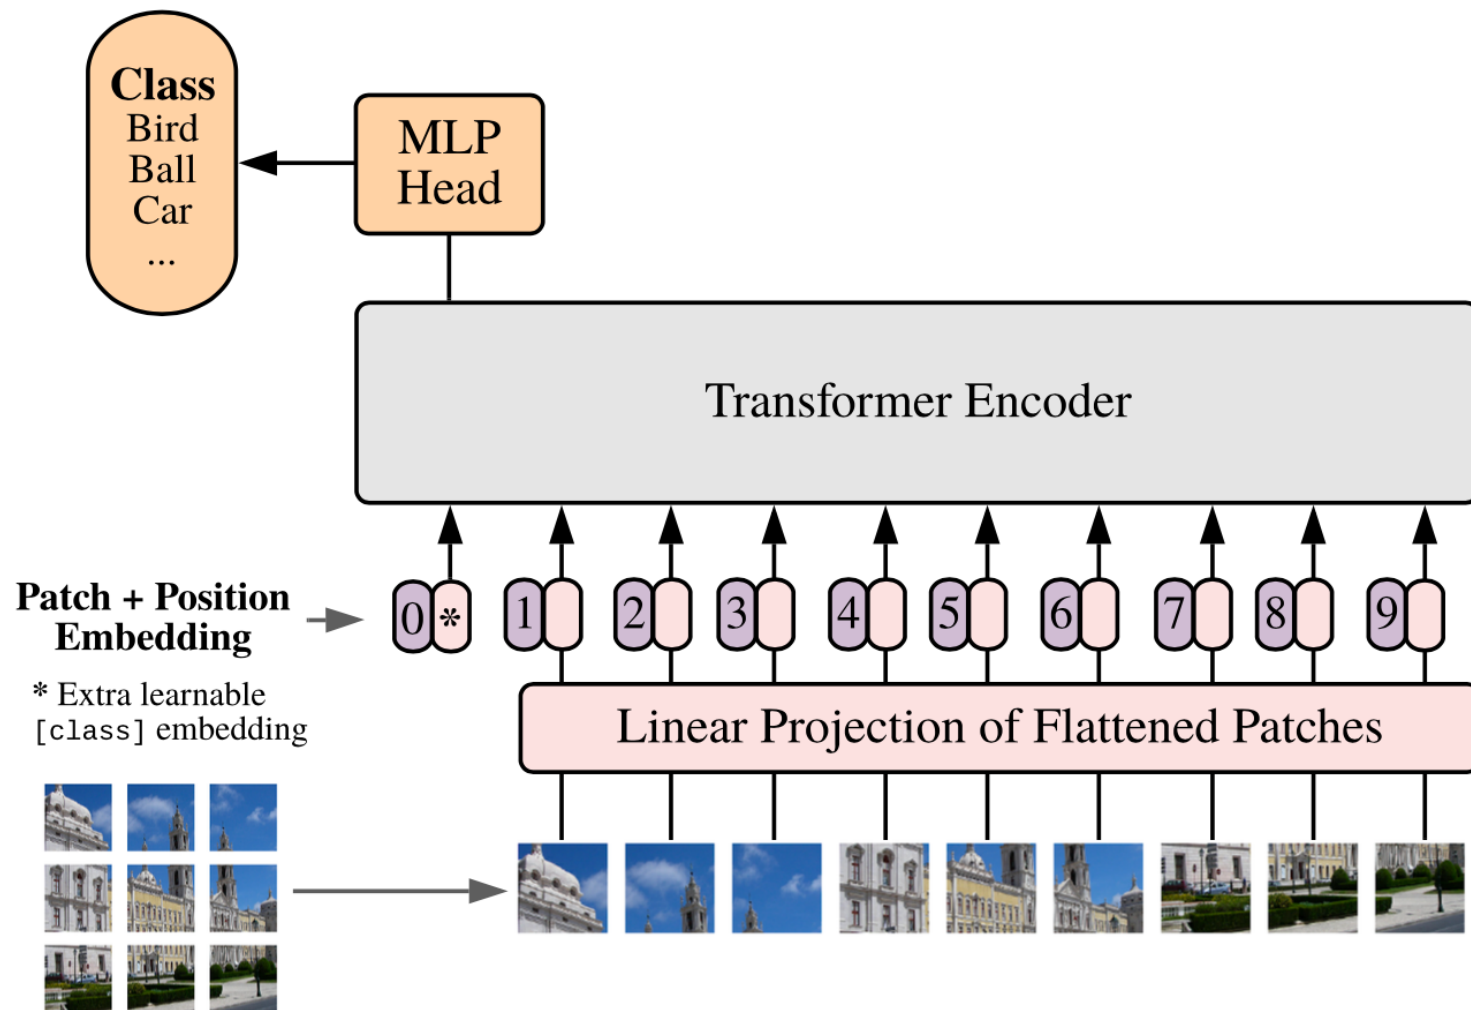 Class
Bird
Ball
Car
...
MLP
Head
Transformer Encoder
Patch + Position
Embedding
0 * 1 2 3 4 5 6 7 8 9
* Extra learnable
[class] embedding
Linear Projection of Flattened Patches